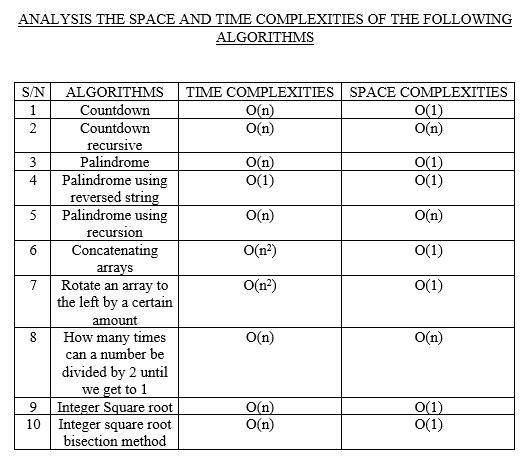 ANALYSIS THE SPACE AND TIME COMPLEXITIES OF THE FOLLOWING
ALGORITHMS
S/N ALGORITHMS TIME COMPLEXITIES SPACE COMPLEXITIES
1 Countdown O(n) O(1)
2 Countdown O(n) O(n)
recursive
3 Palindrome O(n) O(1)
4 Palindrome using O(1) O(1)
reversed string
5 Palindrome using O(n) O(n)
recursion
6 Concatenating O(n²) O(1)
arrays
7 Rotate an array to O(n²) O(1)
the left by a certain
amount
8 How many times O(n) O(n)
can a number be
divided by 2 until
we get to 1
9 Integer Square root O(n) O(1)
10 Integer square root O(n) O(1)
bisection method